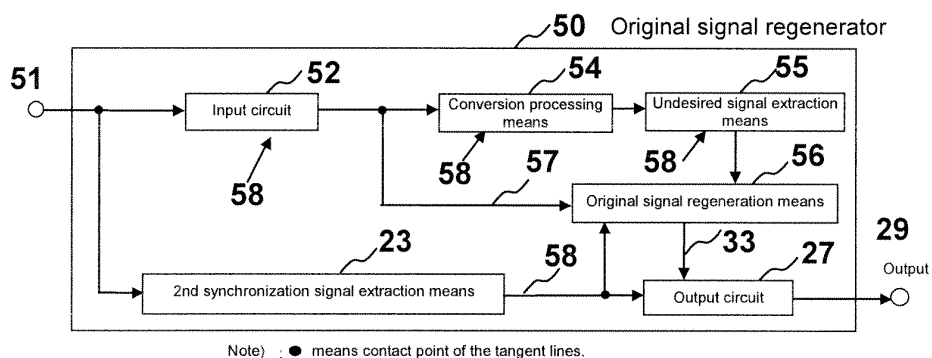 50 Original signal regenerator
51
52
54
55
Input circuit
Conversion processing
means
Undesired signal extraction
means
58
58
57
58
56
Original signal regeneration means
23
58
33
27
29
Output
2nd synchronization signal extraction means
Output circuit
Note) : ● means contact point of the tangent lines.